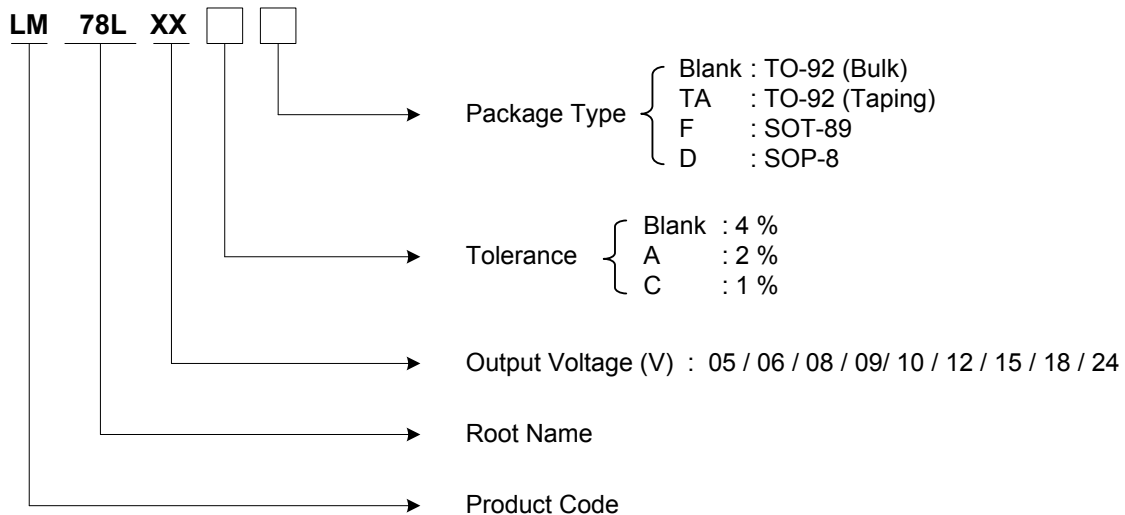 LM 78L XX
Package Type
Blank : TO-92 (Bulk)
TA : TO-92 (Taping)
F : SOT-89
D : SOP-8
Tolerance
Blank : 4 %
A : 2 %
C : 1 %
Output Voltage (V) : 05 / 06 / 08 / 09/ 10 / 12 / 15 / 18 / 24
Root Name
Product Code